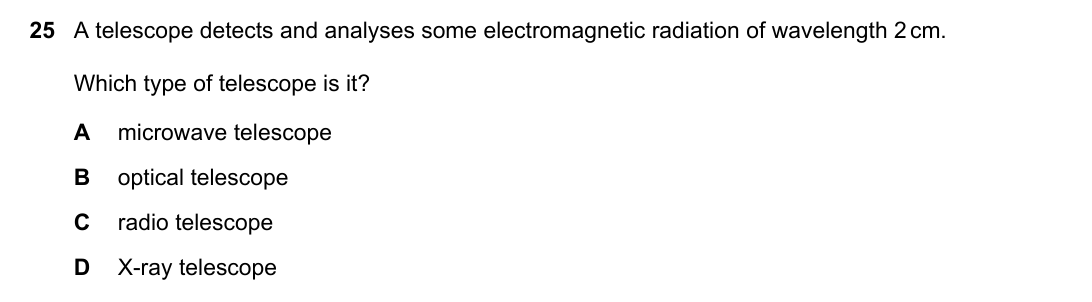 25 A telescope detects and analyses some electromagnetic radiation of wavelength 2 cm.
Which type of telescope is it?
A microwave telescope
B optical telescope
C radio telescope
D X-ray telescope